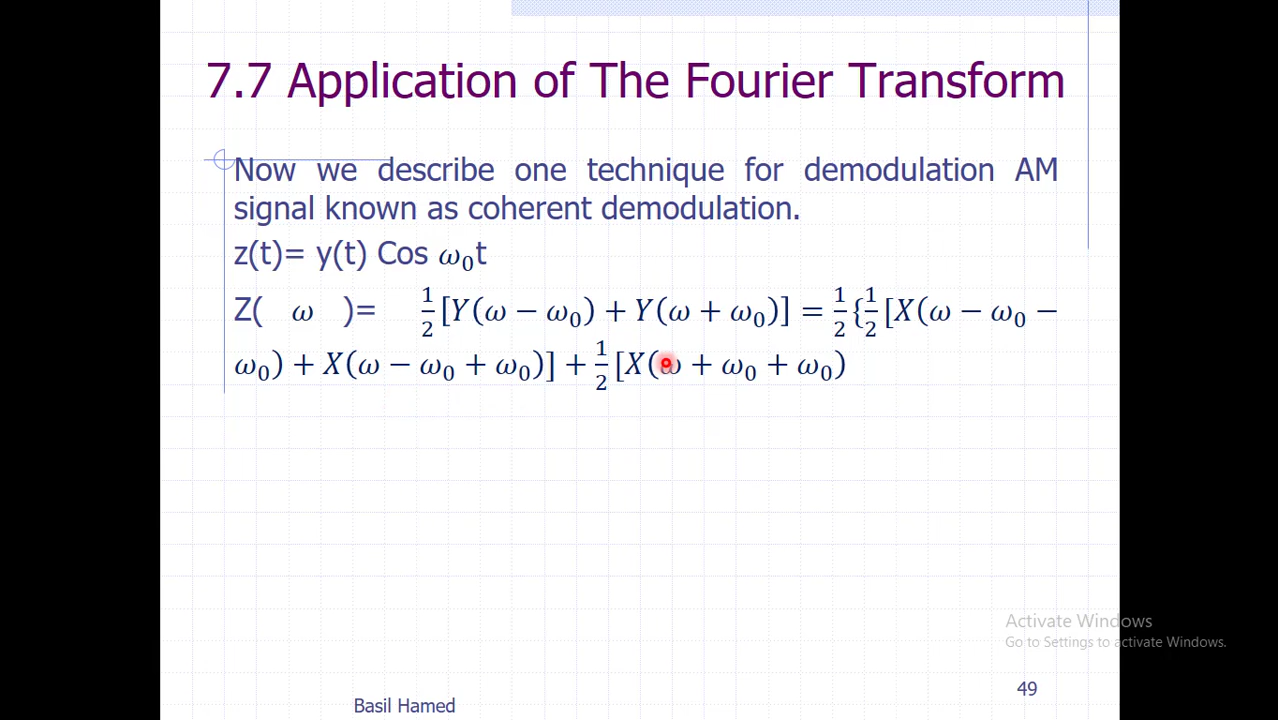 7.7 Application of The Fourier Transform
Now we describe one technique for demodulation AM
signal known as coherent demodulation.
z(t)= y(t) Cos 𝜔₀t
Z( 𝜔 )= 1/2 [𝑌(𝜔 − 𝜔₀) + 𝑌(𝜔 + 𝜔₀)] = 1/2 {1/2 [𝑋(𝜔 − 𝜔₀ −
𝜔₀) + 𝑋(𝜔 − 𝜔₀ + 𝜔₀)] + 1/2 [𝑋(𝜔 + 𝜔₀ + 𝜔₀)
Activate Windows
Go to Settings to activate Windows.
49
Basil Hamed